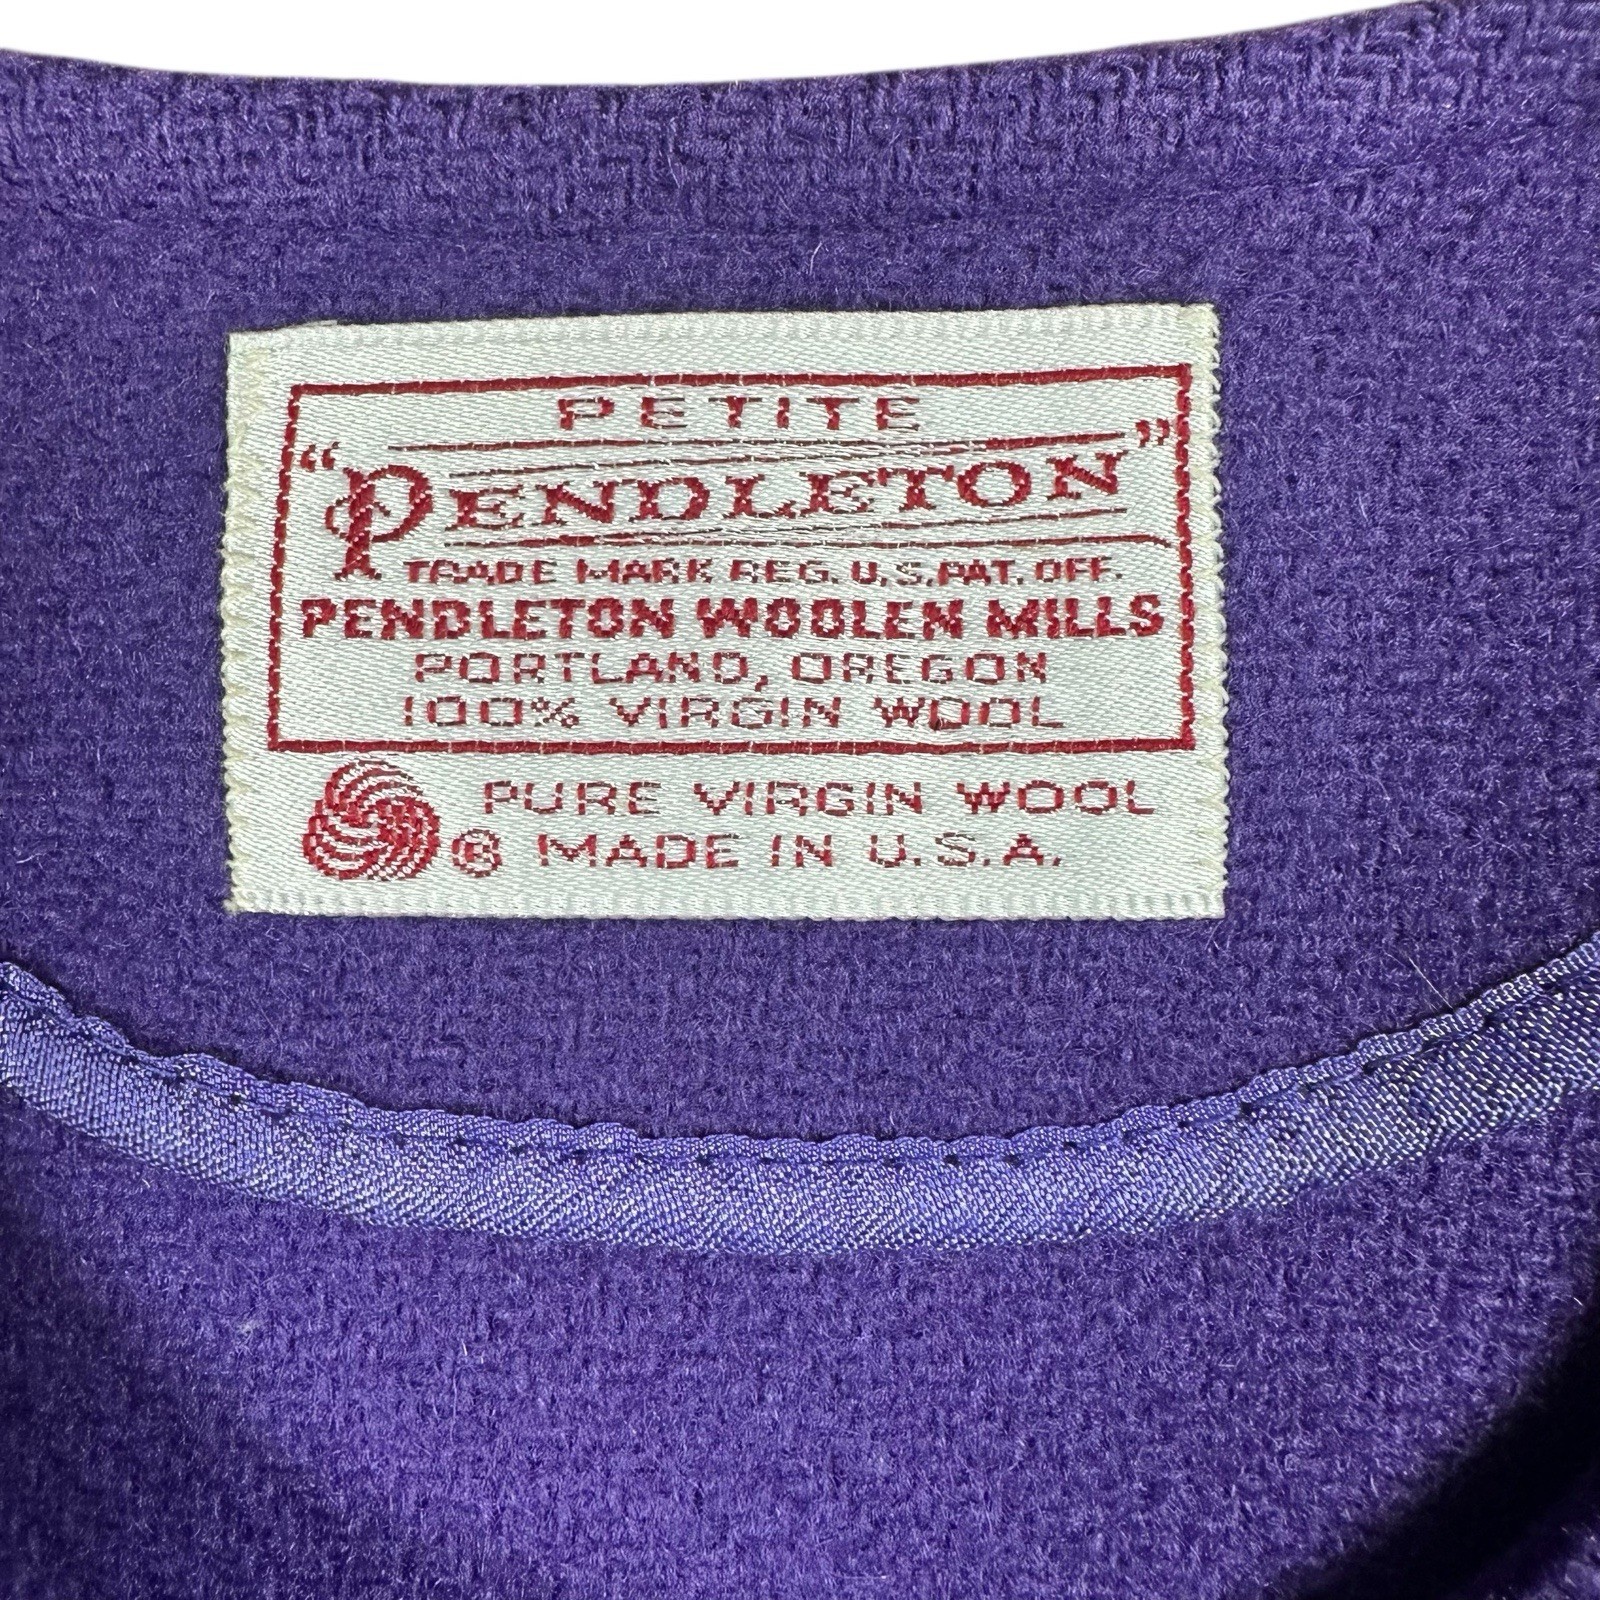 PETITE
"PENDLETON"
TRADE MARK REG. U.S. PAT. OFF.
PENDLETON WOOLEN MILLS
PORTLAND, OREGON
100% VIRGIN WOOL
PURE VIRGIN WOOL
® MADE IN U.S.A.